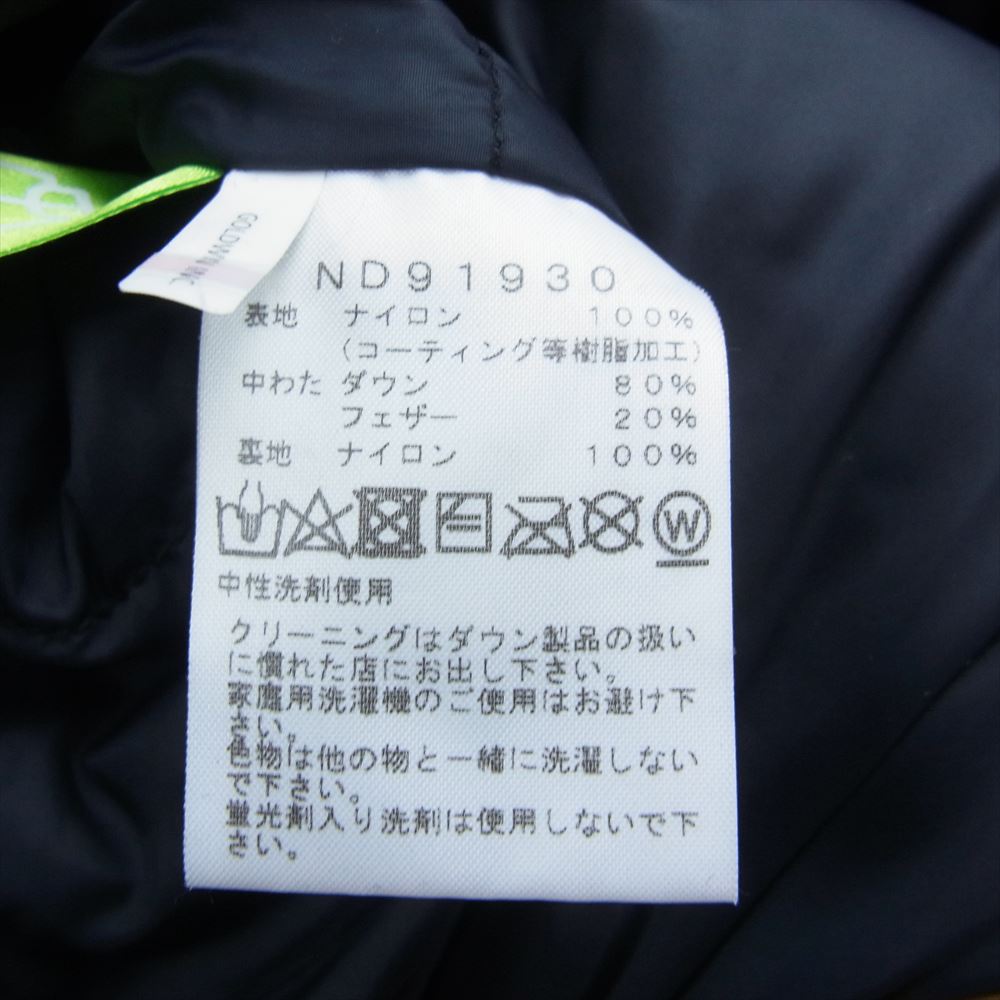 GOLDWIN INC.
ND91930
表地 ナイロン 100%
(コーティング等樹脂加工)
中わた ダウン 80%
フェザー 20%
裏地 ナイロン 100%
W
中性洗剤使用
クリーニングはダウン製品の扱い
に慣れた店にお出し下さい。
家庭用洗濯機のご使用はお避け下
さい。
色物は他の物と一緒に洗濯しない
で下さい。
蛍光剤入り洗剤は使用しないで下
さい。